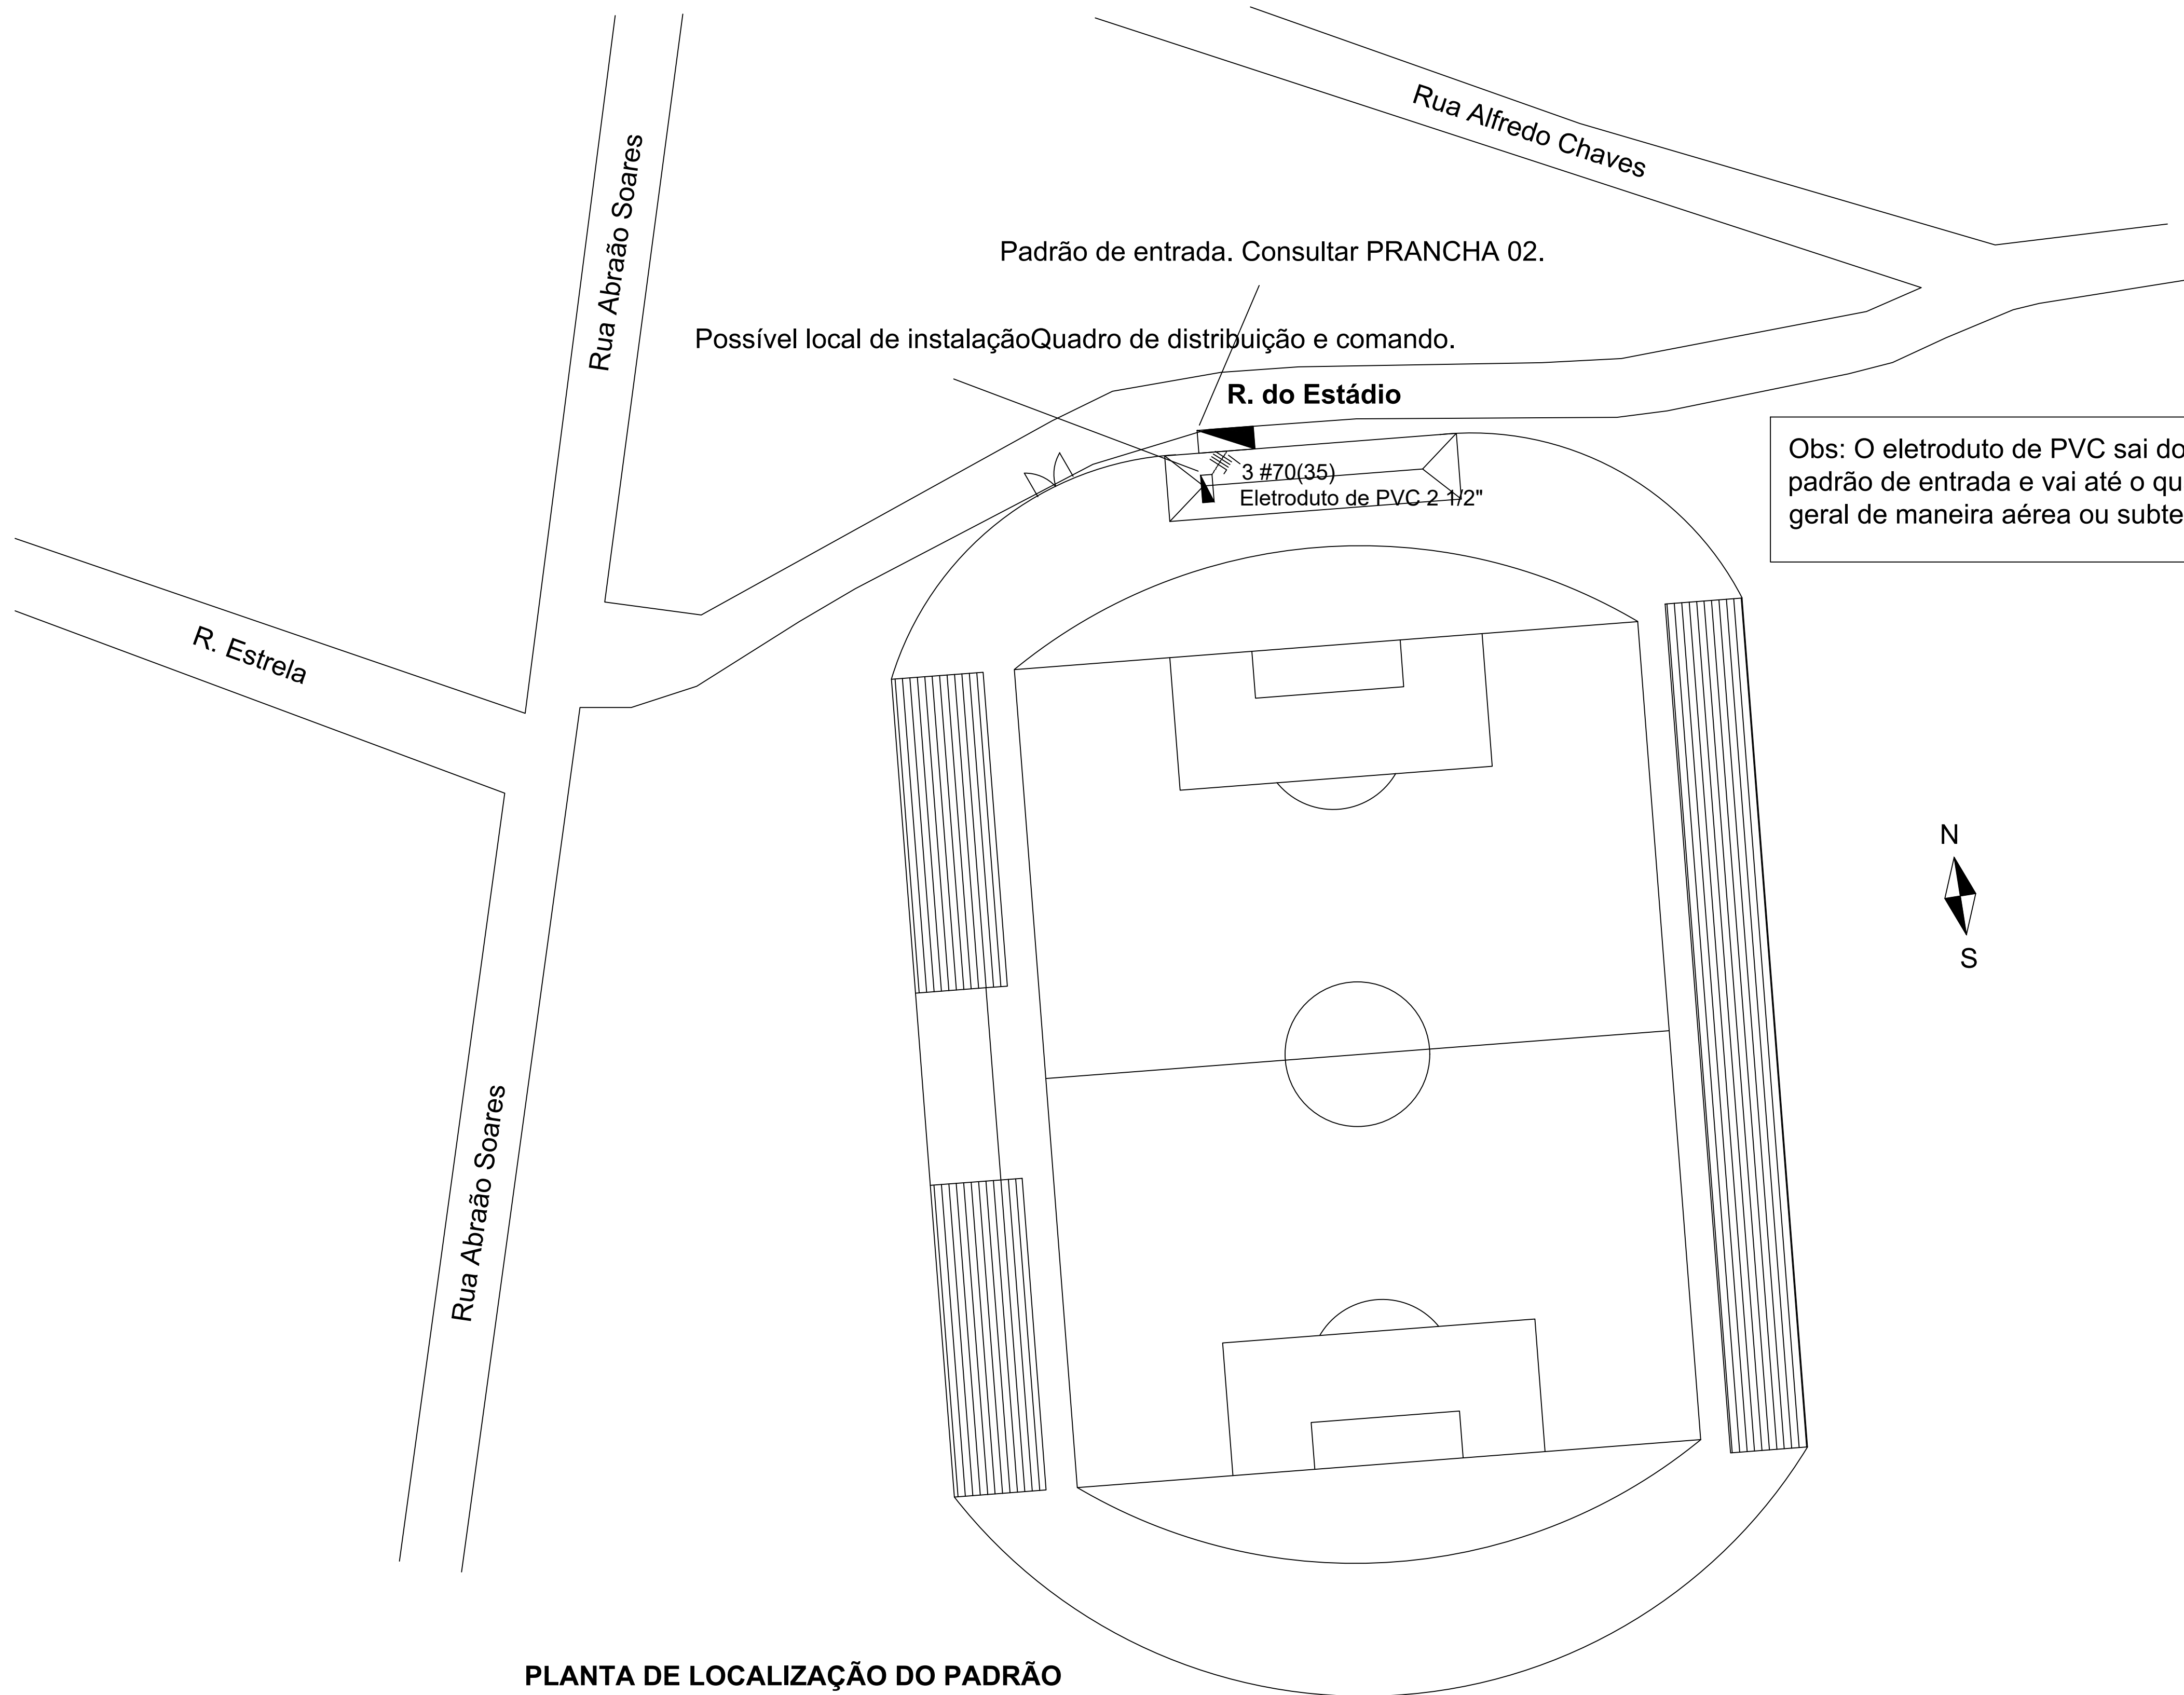 Rua Alfredo Chaves
Rua Abraão Soares
Padrão de entrada. Consultar PRANCHA 02.
Possível local de instalaçãoQuadro de distribuição e comando.
R. do Estádio
Obs: O eletroduto de PVC sai do
padrão de entrada e vai até o qu
geral de maneira aérea ou subte
3 #70(35)
Eletroduto de PVC 2 1/2"
R. Estrela
N
S
Rua Abraão Soares
PLANTA DE LOCALIZAÇÃO DO PADRÃO